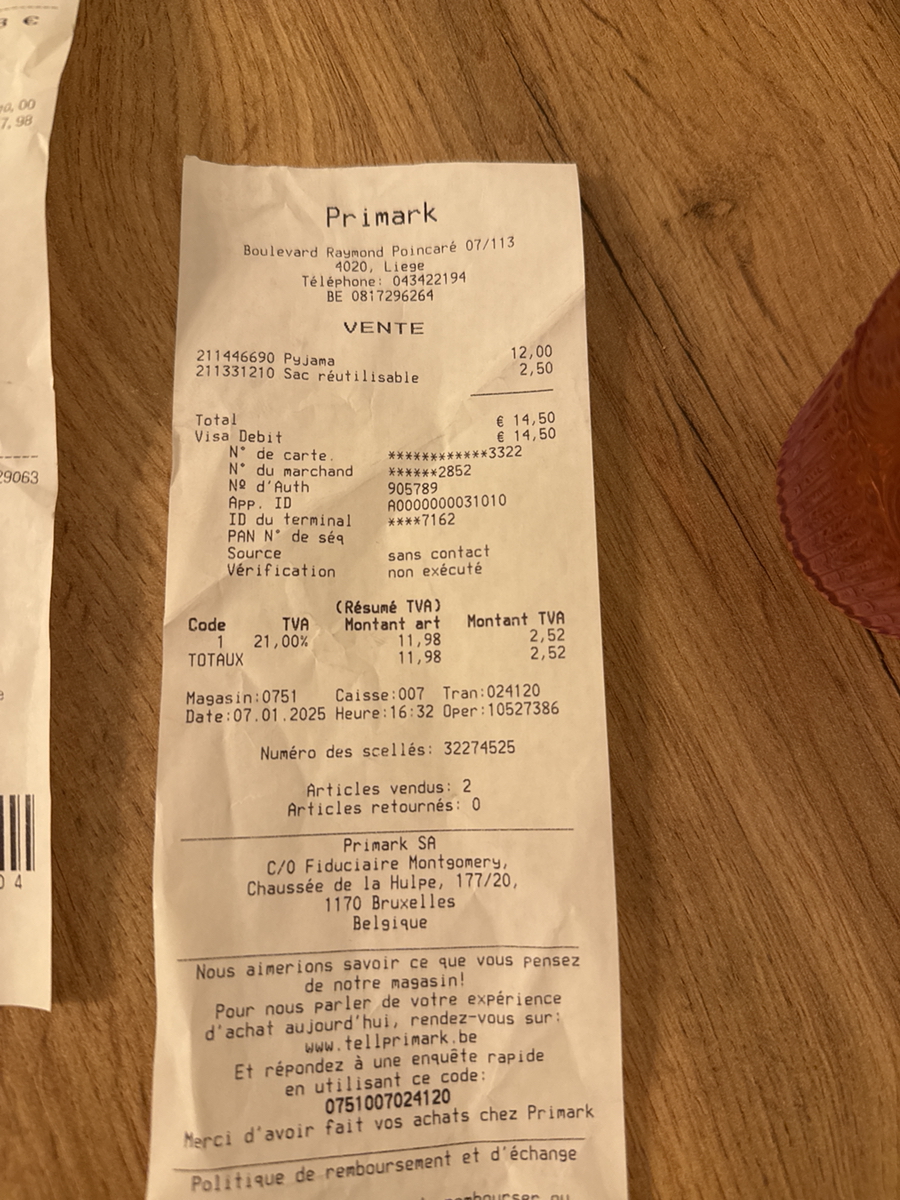 3 €
00
7,98
29063
0 4
Primark
Boulevard Raymond Poincaré 07/113
4020, Liege
Téléphone: 043422194
BE 0817296264
VENTE
211446690 Pyjama 12,00
211331210 Sac réutilisable 2,50
Total € 14,50
Visa Debit € 14,50
N° de carte. ************3322
N° du marchand ******2852
Nº d'Auth 905789
App. ID A0000000031010
ID du terminal ****7162
PAN N° de séq
Source sans contact
Vérification non exécuté
(Résumé TVA)
Code TVA Montant art Montant TVA
1 21,00% 11,98 2,52
TOTAUX 11,98 2,52
Magasin:0751 Caisse:007 Tran:024120
Date:07.01.2025 Heure:16:32 Oper:10527386
Numéro des scellés: 32274525
Articles vendus: 2
Articles retournés: 0
Primark SA
C/O Fiduciaire Montgomery,
Chaussée de la Hulpe, 177/20,
1170 Bruxelles
Belgique
Nous aimerions savoir ce que vous pensez
de notre magasin!
Pour nous parler de votre expérience
d'achat aujourd'hui, rendez-vous sur:
www.tellprimark.be
Et répondez à une enquête rapide
en utilisant ce code:
0751007024120
Merci d'avoir fait vos achats chez Primark
Politique de remboursement et d'échange